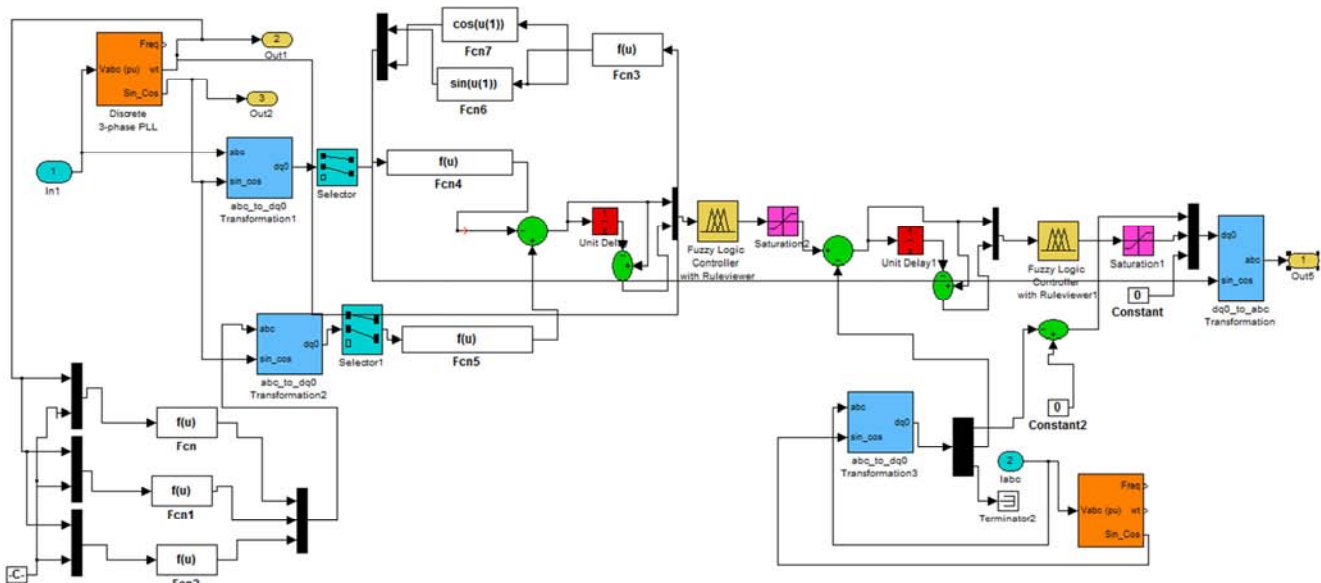 Freq
Vabc (pu)
wt
Sin_Cos
Discrete
3-phase PLL
2
Out1
3
Out2
1
In1
abc
dq0
sin_cos
abc_to_dq0
Transformation1
Selector
cos(u(1))
Fcn7
sin(u(1))
Fcn6
f(u)
Fcn3
f(u)
Fcn4
Unit Delay
Fuzzy Logic
Controller
with Ruleviewer
Saturation2
Unit Delay1
Fuzzy Logic
Controller
with Ruleviewer1
Saturation1
0
Constant
dq0
abc
sin_cos
dq0_to_abc
Transformation
1
Out5
abc
dq0
sin_cos
abc_to_dq0
Transformation2
Selector1
f(u)
Fcn5
0
Constant2
f(u)
Fcn
f(u)
Fcn1
f(u)
-C-
abc
dq0
sin_cos
abc_to_dq0
Transformation3
2
Iabc
Terminator2
Freq
Vabc (pu)
wt
Sin_Cos